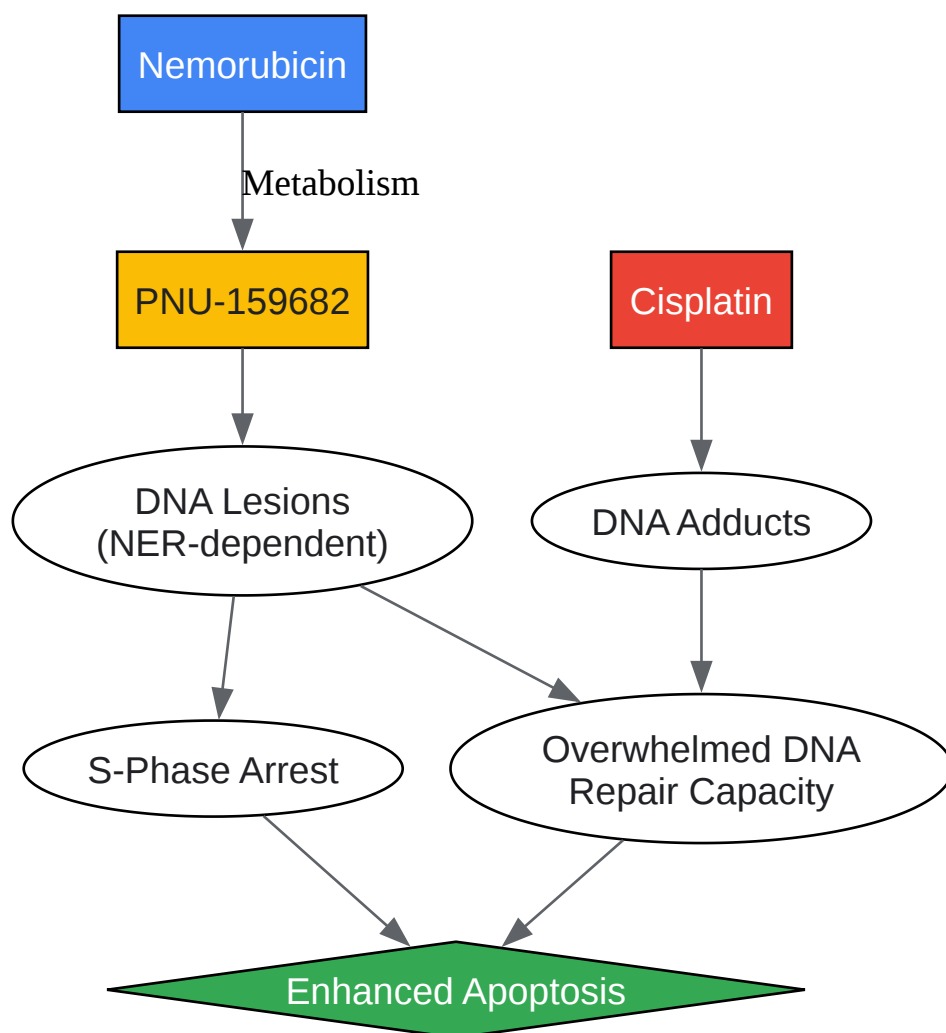 Nemorubicin
Metabolism
PNU-159682
Cisplatin
DNA Lesions
(NER-dependent)
DNA Adducts
S-Phase Arrest
Overwhelmed DNA
Repair Capacity
Enhanced Apoptosis